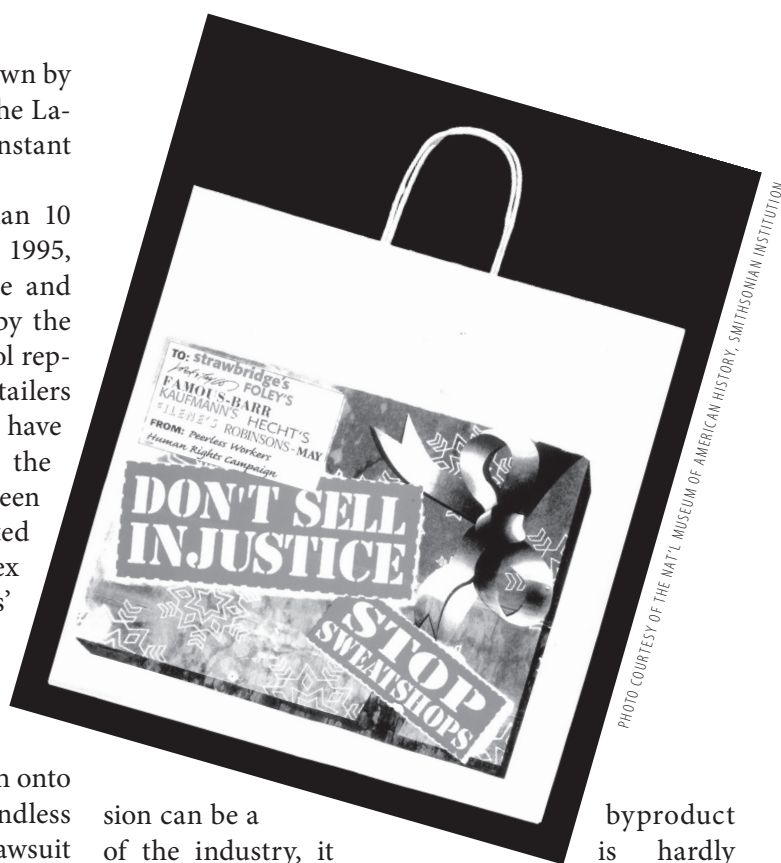 wn by
he La-
nstant
an 10
1995,
e and
by the
ol rep-
tailers
have
the
een
ed
ex
s’
n onto
ndless
awsuit
TO: strawbridge's
Lord & Taylor FOLEY'S
FAMOUS-BARR
KAUFMANN'S HECHT'S
FILENE'S ROBINSONS-MAY
FROM: Peerless Workers
Human Rights Campaign
DON'T SELL
INJUSTICE
STOP
SWEATSHOPS
PHOTO COURTESY OF THE NAT'L MUSEUM OF AMERICAN HISTORY, SMITHSONIAN INSTITUTION
sion can be a byproduct
of the industry, it is hardly